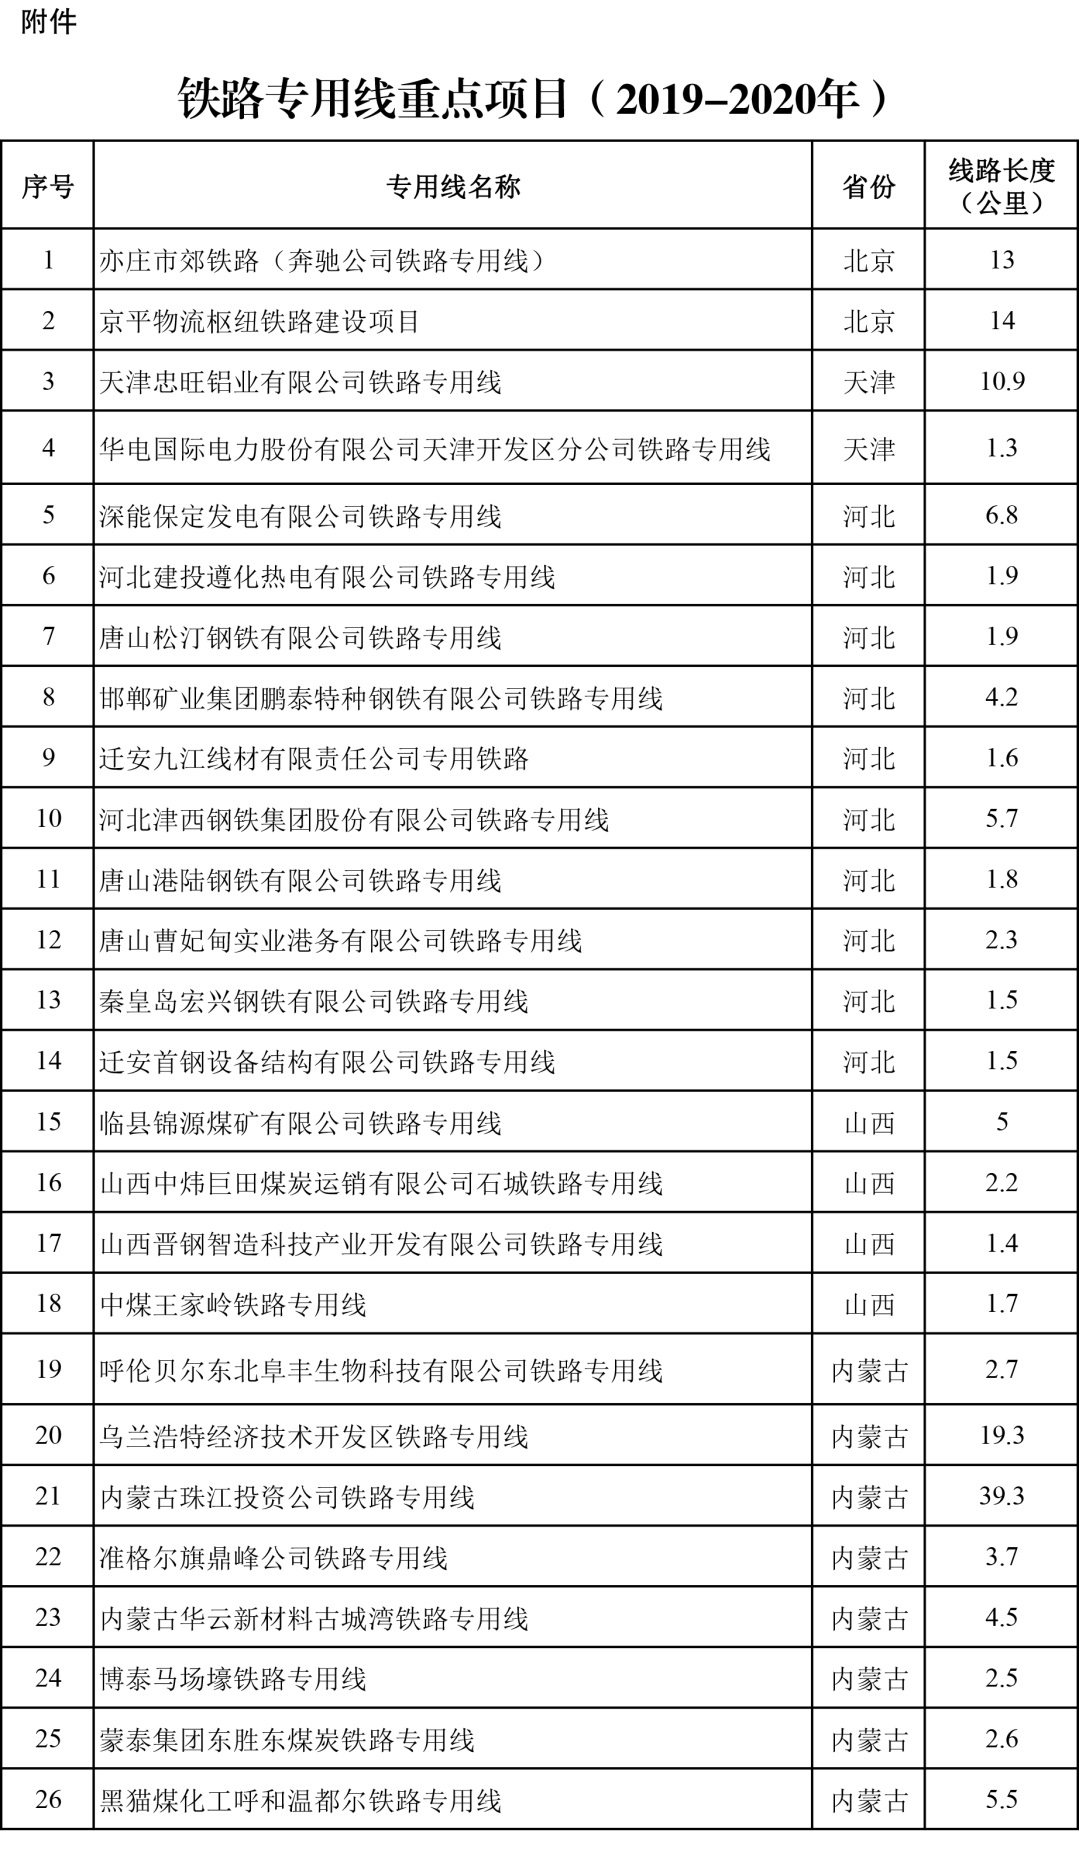 附件
铁路专用线重点项目（2019-2020年）
序号 专用线名称 省份 线路长度（公里）
1 亦庄市郊铁路（奔驰公司铁路专用线） 北京 13
2 京平物流枢纽铁路建设项目 北京 14
3 天津忠旺铝业有限公司铁路专用线 天津 10.9
4 华电国际电力股份有限公司天津开发区分公司铁路专用线 天津 1.3
5 深能保定发电有限公司铁路专用线 河北 6.8
6 河北建投遵化热电有限公司铁路专用线 河北 1.9
7 唐山松汀钢铁有限公司铁路专用线 河北 1.9
8 邯郸矿业集团鹏泰特种钢铁有限公司铁路专用线 河北 4.2
9 迁安九江线材有限责任公司专用铁路 河北 1.6
10 河北津西钢铁集团股份有限公司铁路专用线 河北 5.7
11 唐山港陆钢铁有限公司铁路专用线 河北 1.8
12 唐山曹妃甸实业港务有限公司铁路专用线 河北 2.3
13 秦皇岛宏兴钢铁有限公司铁路专用线 河北 1.5
14 迁安首钢设备结构有限公司铁路专用线 河北 1.5
15 临县锦源煤矿有限公司铁路专用线 山西 5
16 山西中炜巨田煤炭运销有限公司石城铁路专用线 山西 2.2
17 山西晋钢智造科技产业开发有限公司铁路专用线 山西 1.4
18 中煤王家岭铁路专用线 山西 1.7
19 呼伦贝尔东北阜丰生物科技有限公司铁路专用线 内蒙古 2.7
20 乌兰浩特经济技术开发区铁路专用线 内蒙古 19.3
21 内蒙古珠江投资公司铁路专用线 内蒙古 39.3
22 准格尔旗鼎峰公司铁路专用线 内蒙古 3.7
23 内蒙古华云新材料古城湾铁路专用线 内蒙古 4.5
24 博泰马场壕铁路专用线 内蒙古 2.5
25 蒙泰集团东胜东煤炭铁路专用线 内蒙古 2.6
26 黑猫煤化工呼和温都尔铁路专用线 内蒙古 5.5